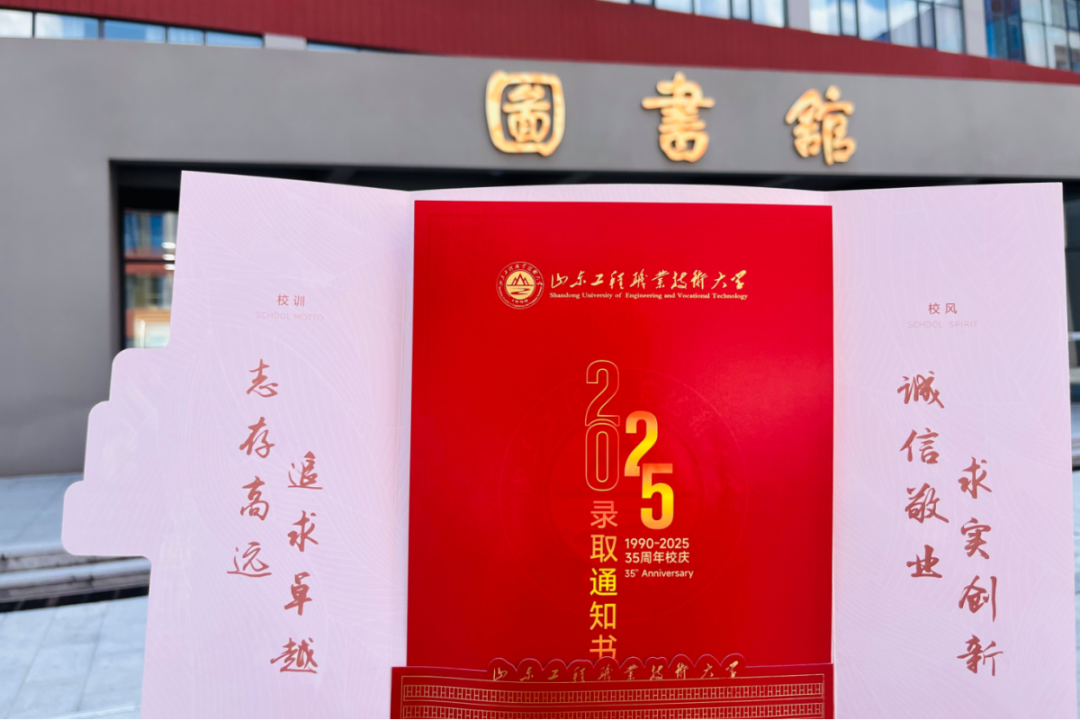 圖書館
山东工程职业技术大学
Shandong University of Engineering and Vocational Technology
校训
SCHOOL MOTTO
志存高远
追求卓越
2025
录取通知书
1990-2025
35周年校庆
35th Anniversary
校风
SCHOOL SPIRIT
诚信敬业
求实创新
山东工程职业技术大学